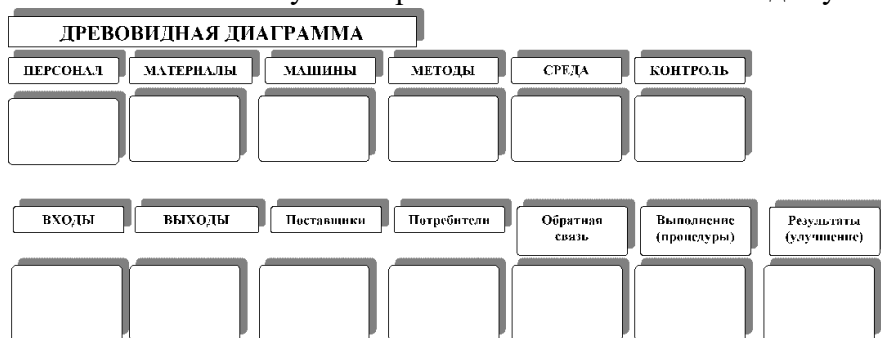 ДРЕВОВИДНАЯ ДИАГРАММА
ПЕРСОНАЛ МАТЕРИАЛЫ МАШИНЫ МЕТОДЫ СРЕДА КОНТРОЛЬ
ВХОДЫ ВЫХОДЫ Поставщики Потребители Обратная связь Выполнение (процедуры) Результаты (улучшение)